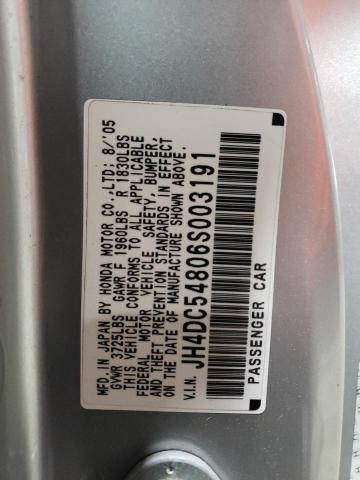 MFD. IN JAPAN BY HONDA MOTOR CO.,LTD; 8/'05
GVWR 3725LBS GAWR F 1960LBS R 1830LBS
THIS VEHICLE CONFORMS TO ALL APPLICABLE
FEDERAL MOTOR VEHICLE SAFETY, BUMPER,
AND THEFT PREVENTION STANDARDS IN EFFECT
ON THE DATE OF MANUFACTURE SHOWN ABOVE.
V.I.N. JH4DC54806S003191
PASSENGER CAR